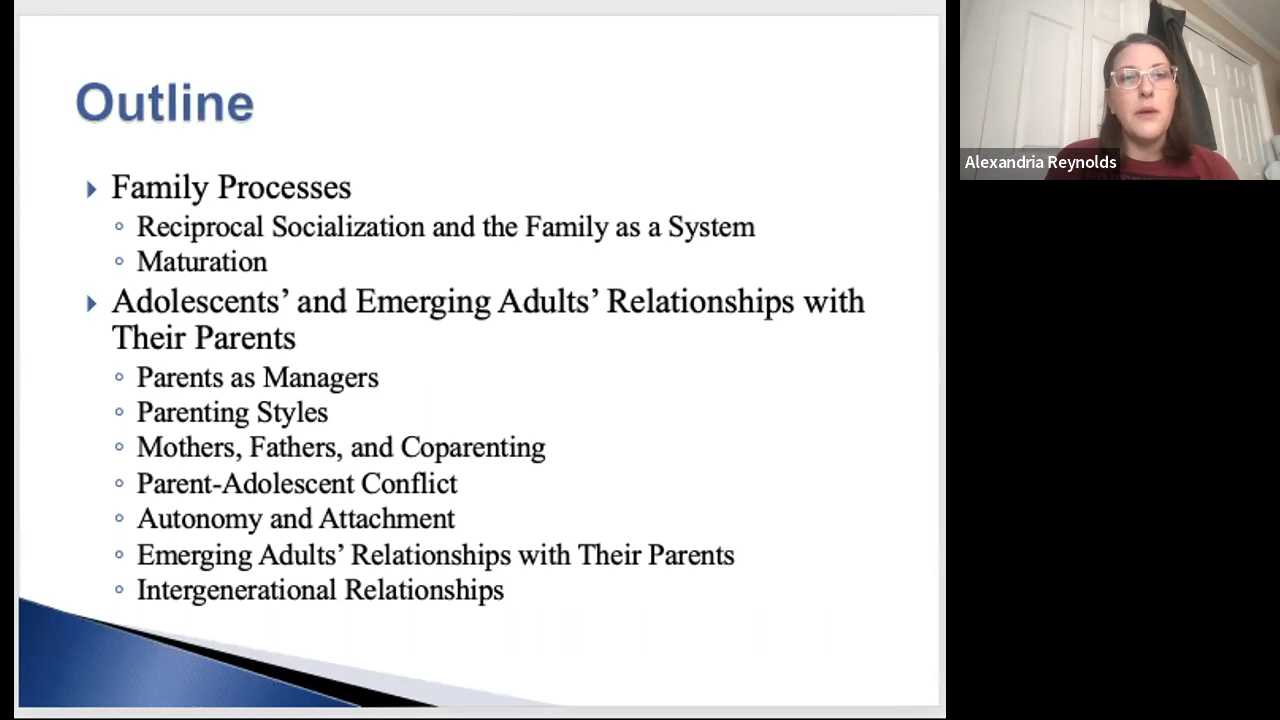 Outline
Family Processes
Reciprocal Socialization and the Family as a System
Maturation
Adolescents’ and Emerging Adults’ Relationships with
Their Parents
Parents as Managers
Parenting Styles
Mothers, Fathers, and Coparenting
Parent-Adolescent Conflict
Autonomy and Attachment
Emerging Adults’ Relationships with Their Parents
Intergenerational Relationships
Alexandria Reynolds